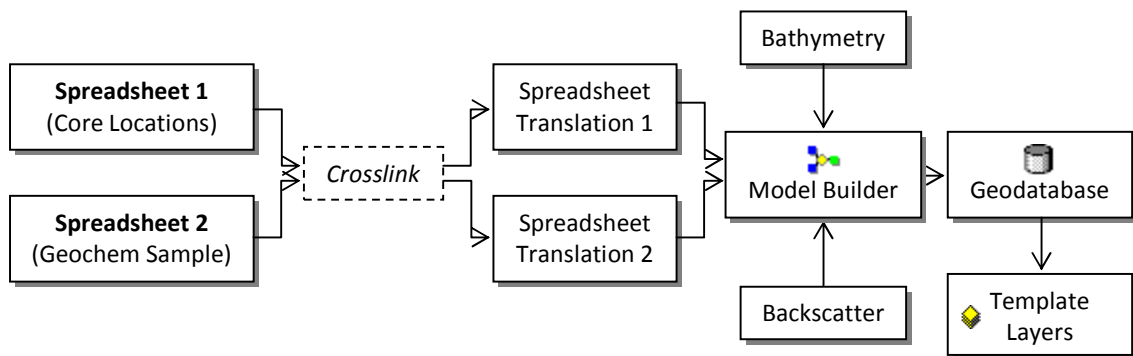 Spreadsheet 1
(Core Locations)
Spreadsheet 2
(Geochem Sample)
Crosslink
Spreadsheet
Translation 1
Spreadsheet
Translation 2
Bathymetry
Model Builder
Backscatter
Geodatabase
Template
Layers